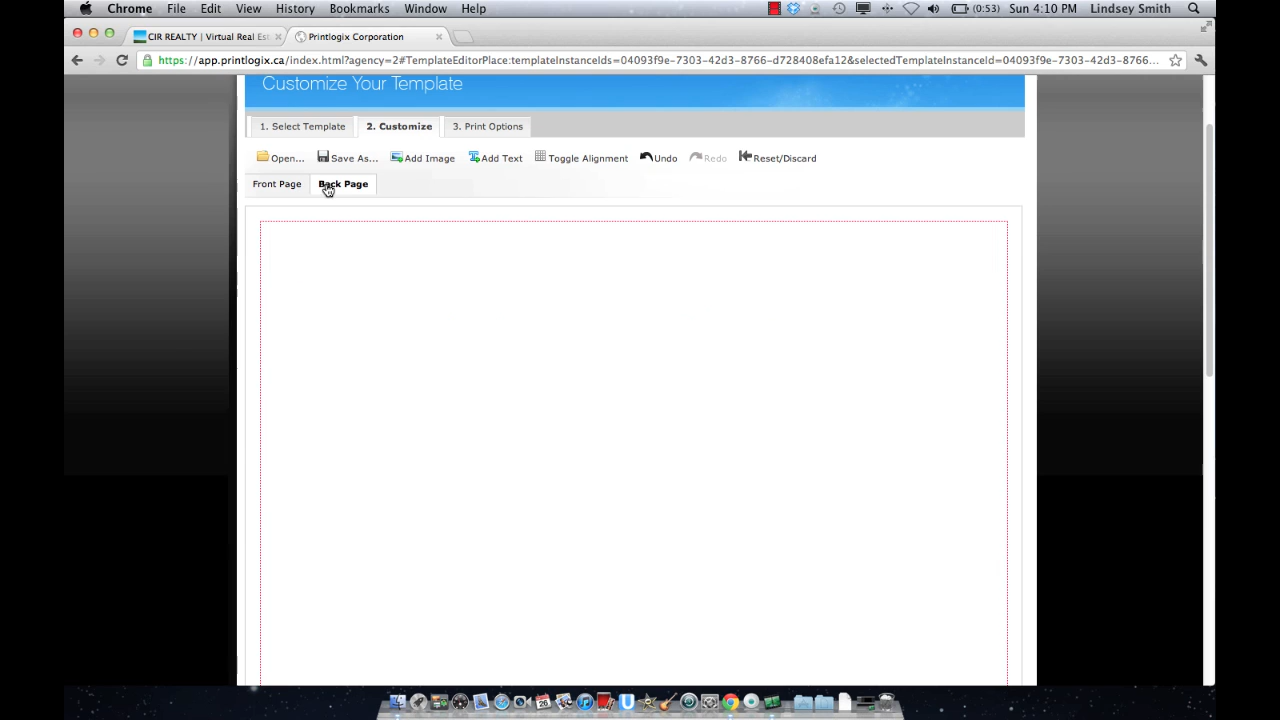 Chrome File Edit View History Bookmarks Window Help (0:53) Sun 4:10 PM Lindsey Smith
CIR REALTY | Virtual Real Est Printlogix Corporation
https://app.printlogix.ca/index.html?agency=2#TemplateEditorPlace:templateInstanceIds=04093f9e-7303-42d3-8766-d728408efa12&selectedTemplateInstanceId=04093f9e-7303-42d3-8766...
Customize Your Template
1. Select Template 2. Customize 3. Print Options
Open... Save As... Add Image Add Text Toggle Alignment Undo Redo Reset/Discard
Front Page Back Page